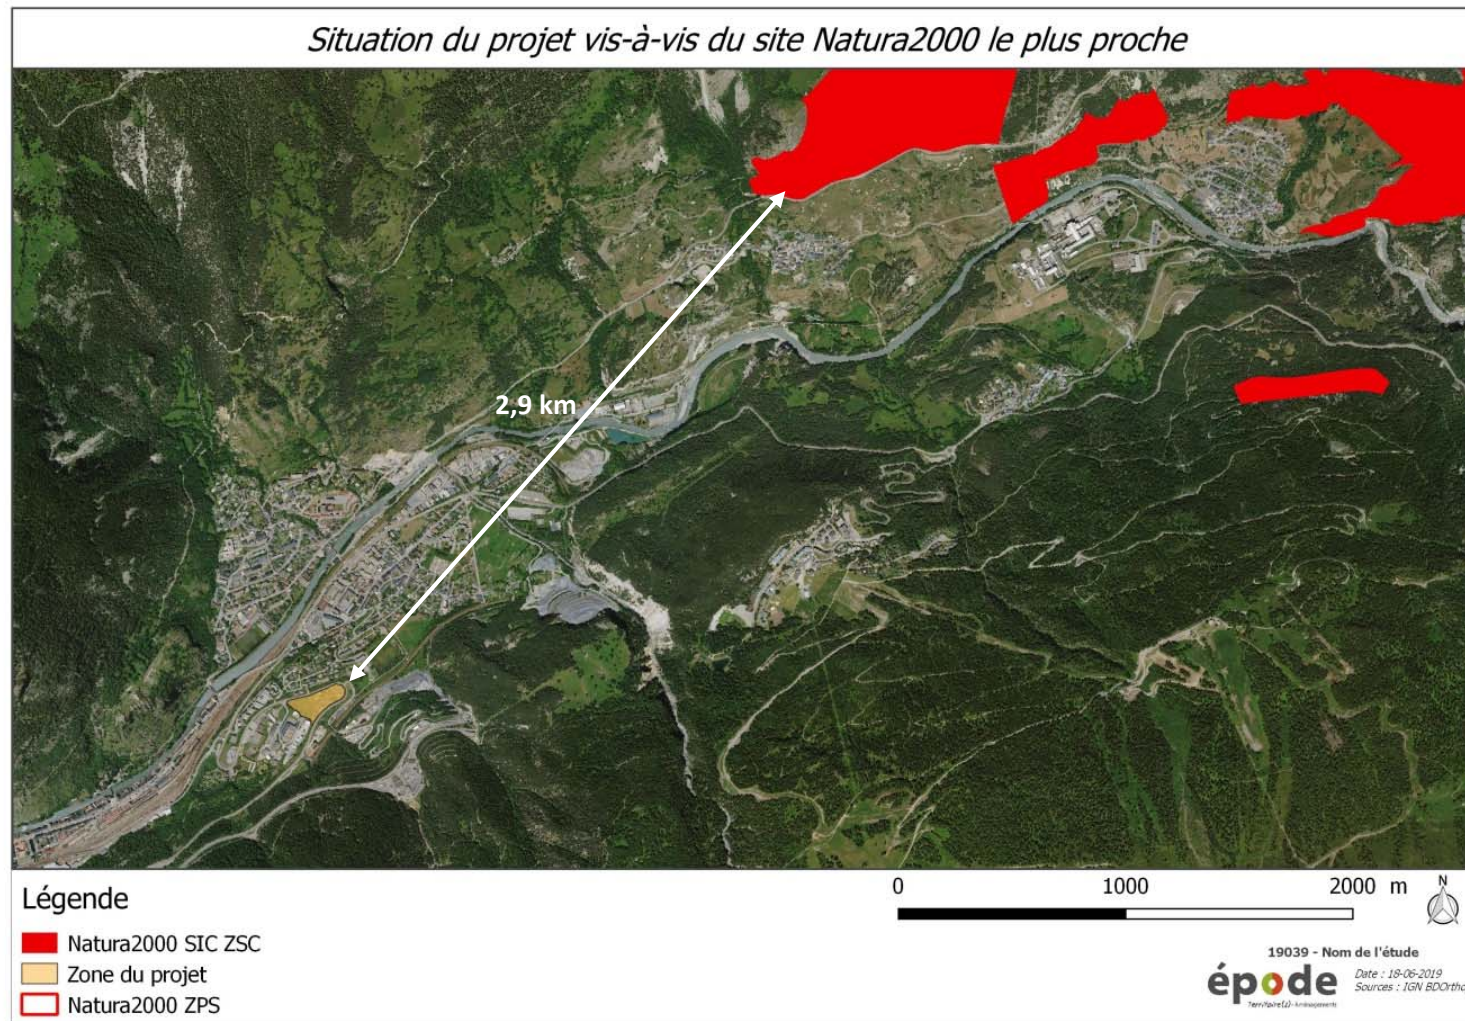 Situation du projet vis-à-vis du site Natura2000 le plus proche
2,9 km
Légende
Natura2000 SIC ZSC
Zone du projet
Natura2000 ZPS
0 1000 2000 m
N
19039 - Nom de l'étude
épode
Territoire(s)-Aménagements
Date : 18-06-2019
Sources : IGN BDOrtho